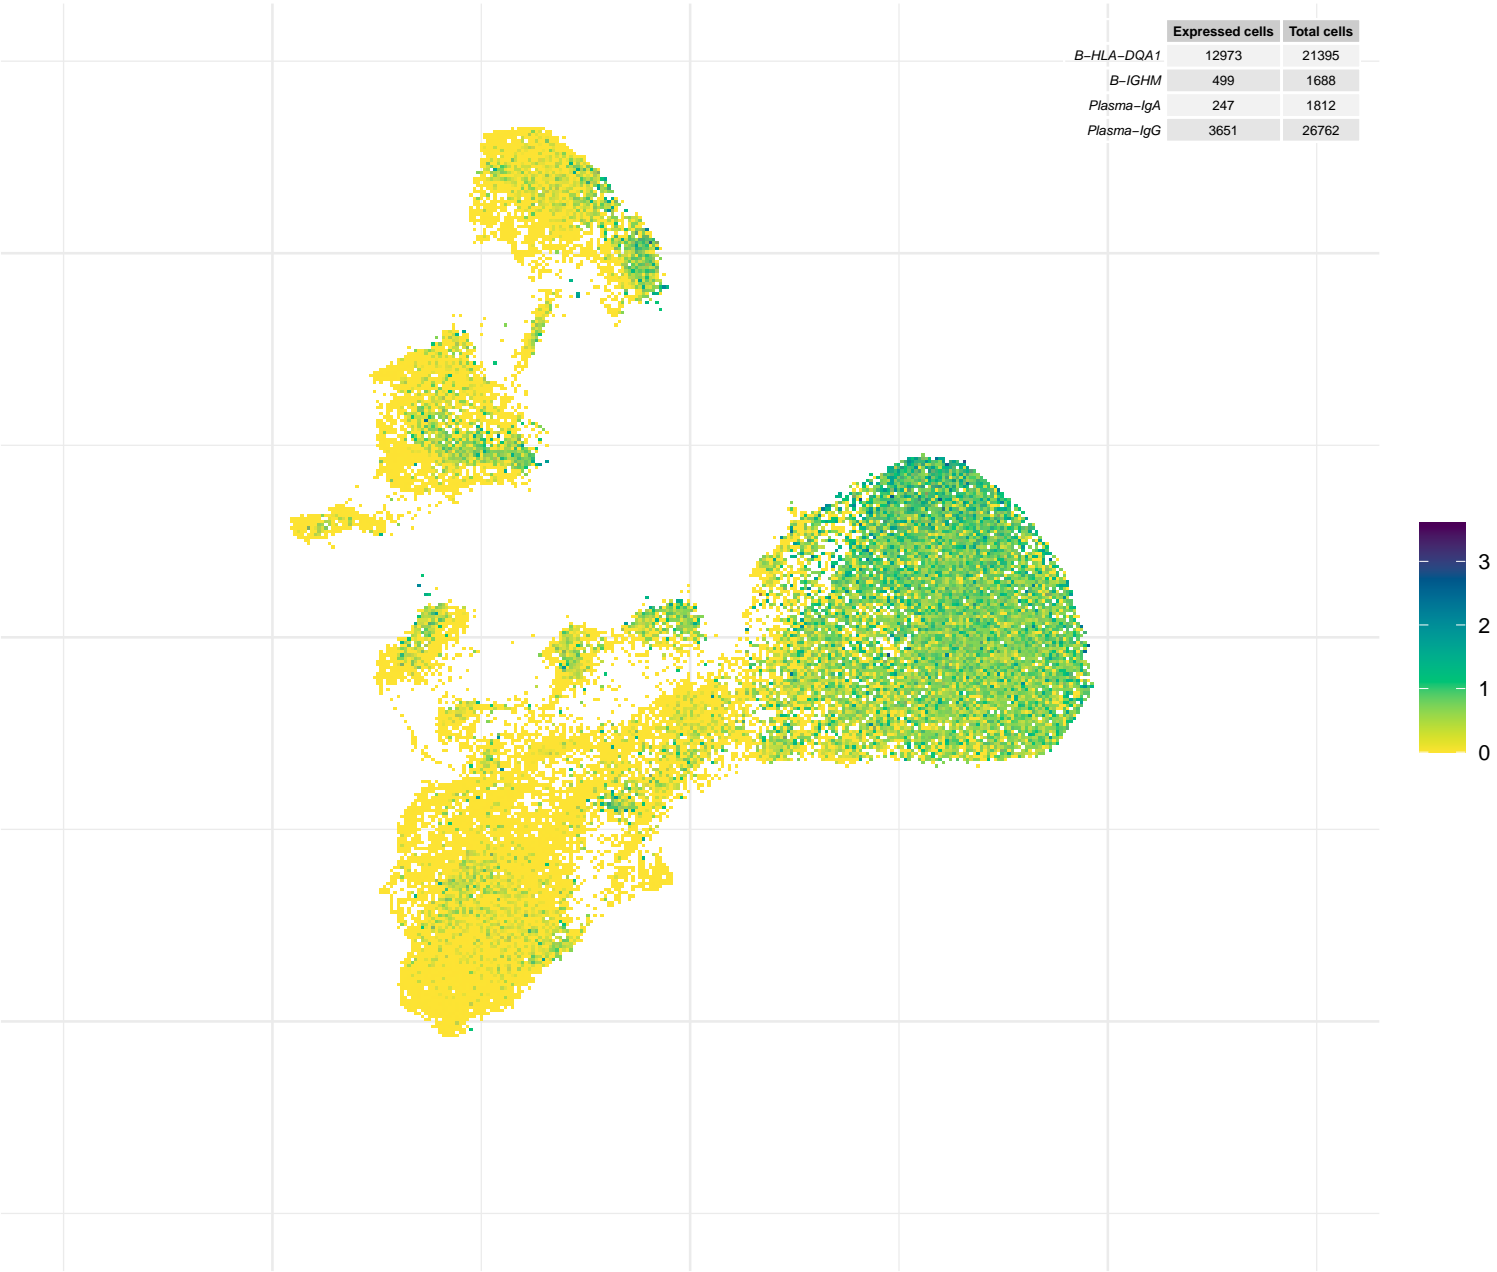 Expressed cells Total cells
B−HLA−DQA1 12973 21395
B−IGHM 499 1688
Plasma−IgA 247 1812
Plasma−IgG 3651 26762
3
2
1
0